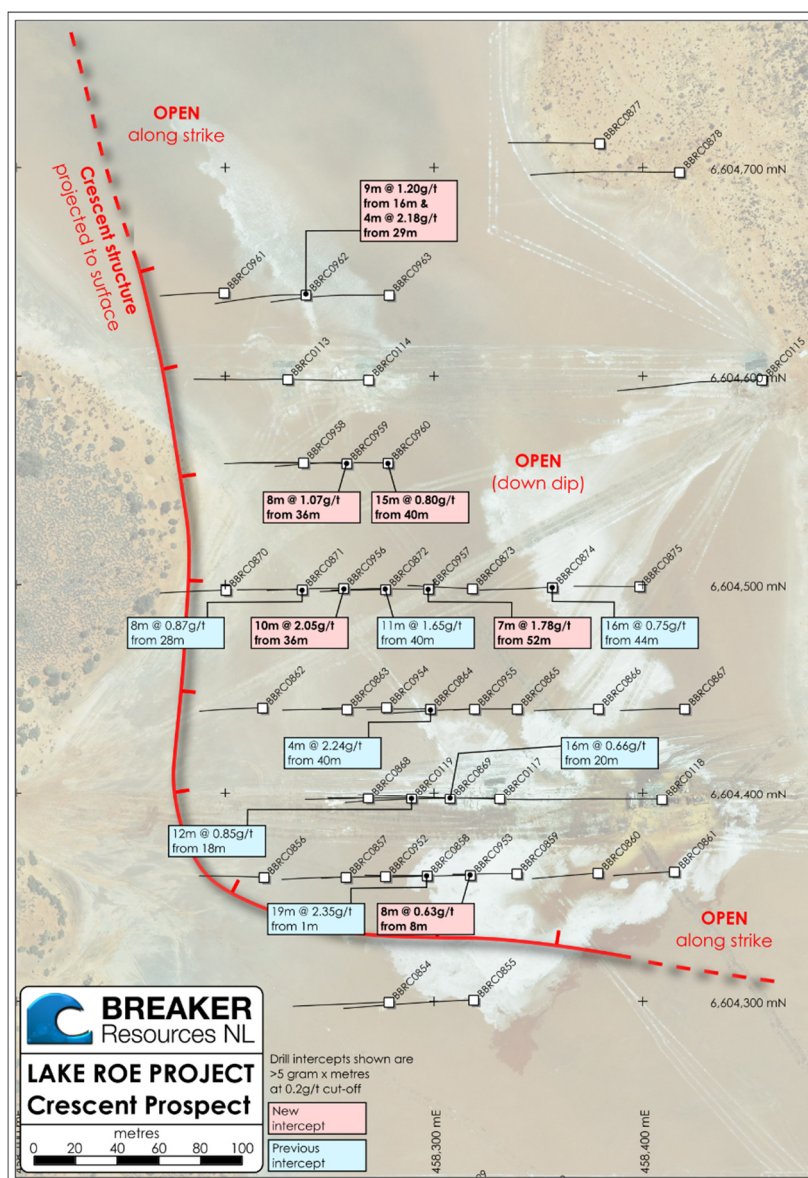 BBRC0877
BBRC0878
OPEN
along strike
6,604,700 mN
Crescent structure
projected to surface
9m @ 1.20g/t
from 16m &
4m @ 2.18g/t
from 29m
BBRC0961
BBRC0962
BBRC0963
BBRC0113
BBRC0114
BBRC0115
6,604,600 mN
BBRC0958
BBRC0959
BBRC0960
OPEN
(down dip)
8m @ 1.07g/t
from 36m
15m @ 0.80g/t
from 40m
BBRC0870
BBRC0871
BBRC0956
BBRC0872
BBRC0957
BBRC0873
BBRC0874
BBRC0875
6,604,500 mN
8m @ 0.87g/t
from 28m
10m @ 2.05g/t
from 36m
11m @ 1.65g/t
from 40m
7m @ 1.78g/t
from 52m
16m @ 0.75g/t
from 44m
BBRC0862
BBRC0863
BBRC0954
BBRC0864
BBRC0955
BBRC0865
BBRC0866
BBRC0867
4m @ 2.24g/t
from 40m
16m @ 0.66g/t
from 20m
BBRC0868
BBRC0119
BBRC0869
BBRC0117
BBRC0118
6,604,400 mN
12m @ 0.85g/t
from 18m
BBRC0856
BBRC0857
BBRC0952
BBRC0858
BBRC0953
BBRC0859
BBRC0860
BBRC0861
19m @ 2.35g/t
from 1m
8m @ 0.63g/t
from 8m
OPEN
along strike
BBRC0854
BBRC0855
6,604,300 mN
BREAKER
Resources NL
LAKE ROE PROJECT
Crescent Prospect
metres
0 20 40 60 80 100
Drill intercepts shown are
>5 gram x metres
at 0.2g/t cut-off
New
intercept
Previous
intercept
458,300 mE
458,400 mE